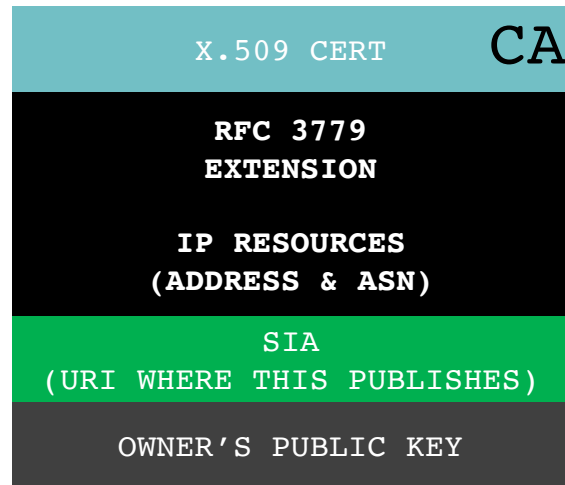 X.509 CERT CA
RFC 3779
EXTENSION
IP RESOURCES
(ADDRESS & ASN)
SIA
(URI WHERE THIS PUBLISHES)
OWNER’S PUBLIC KEY